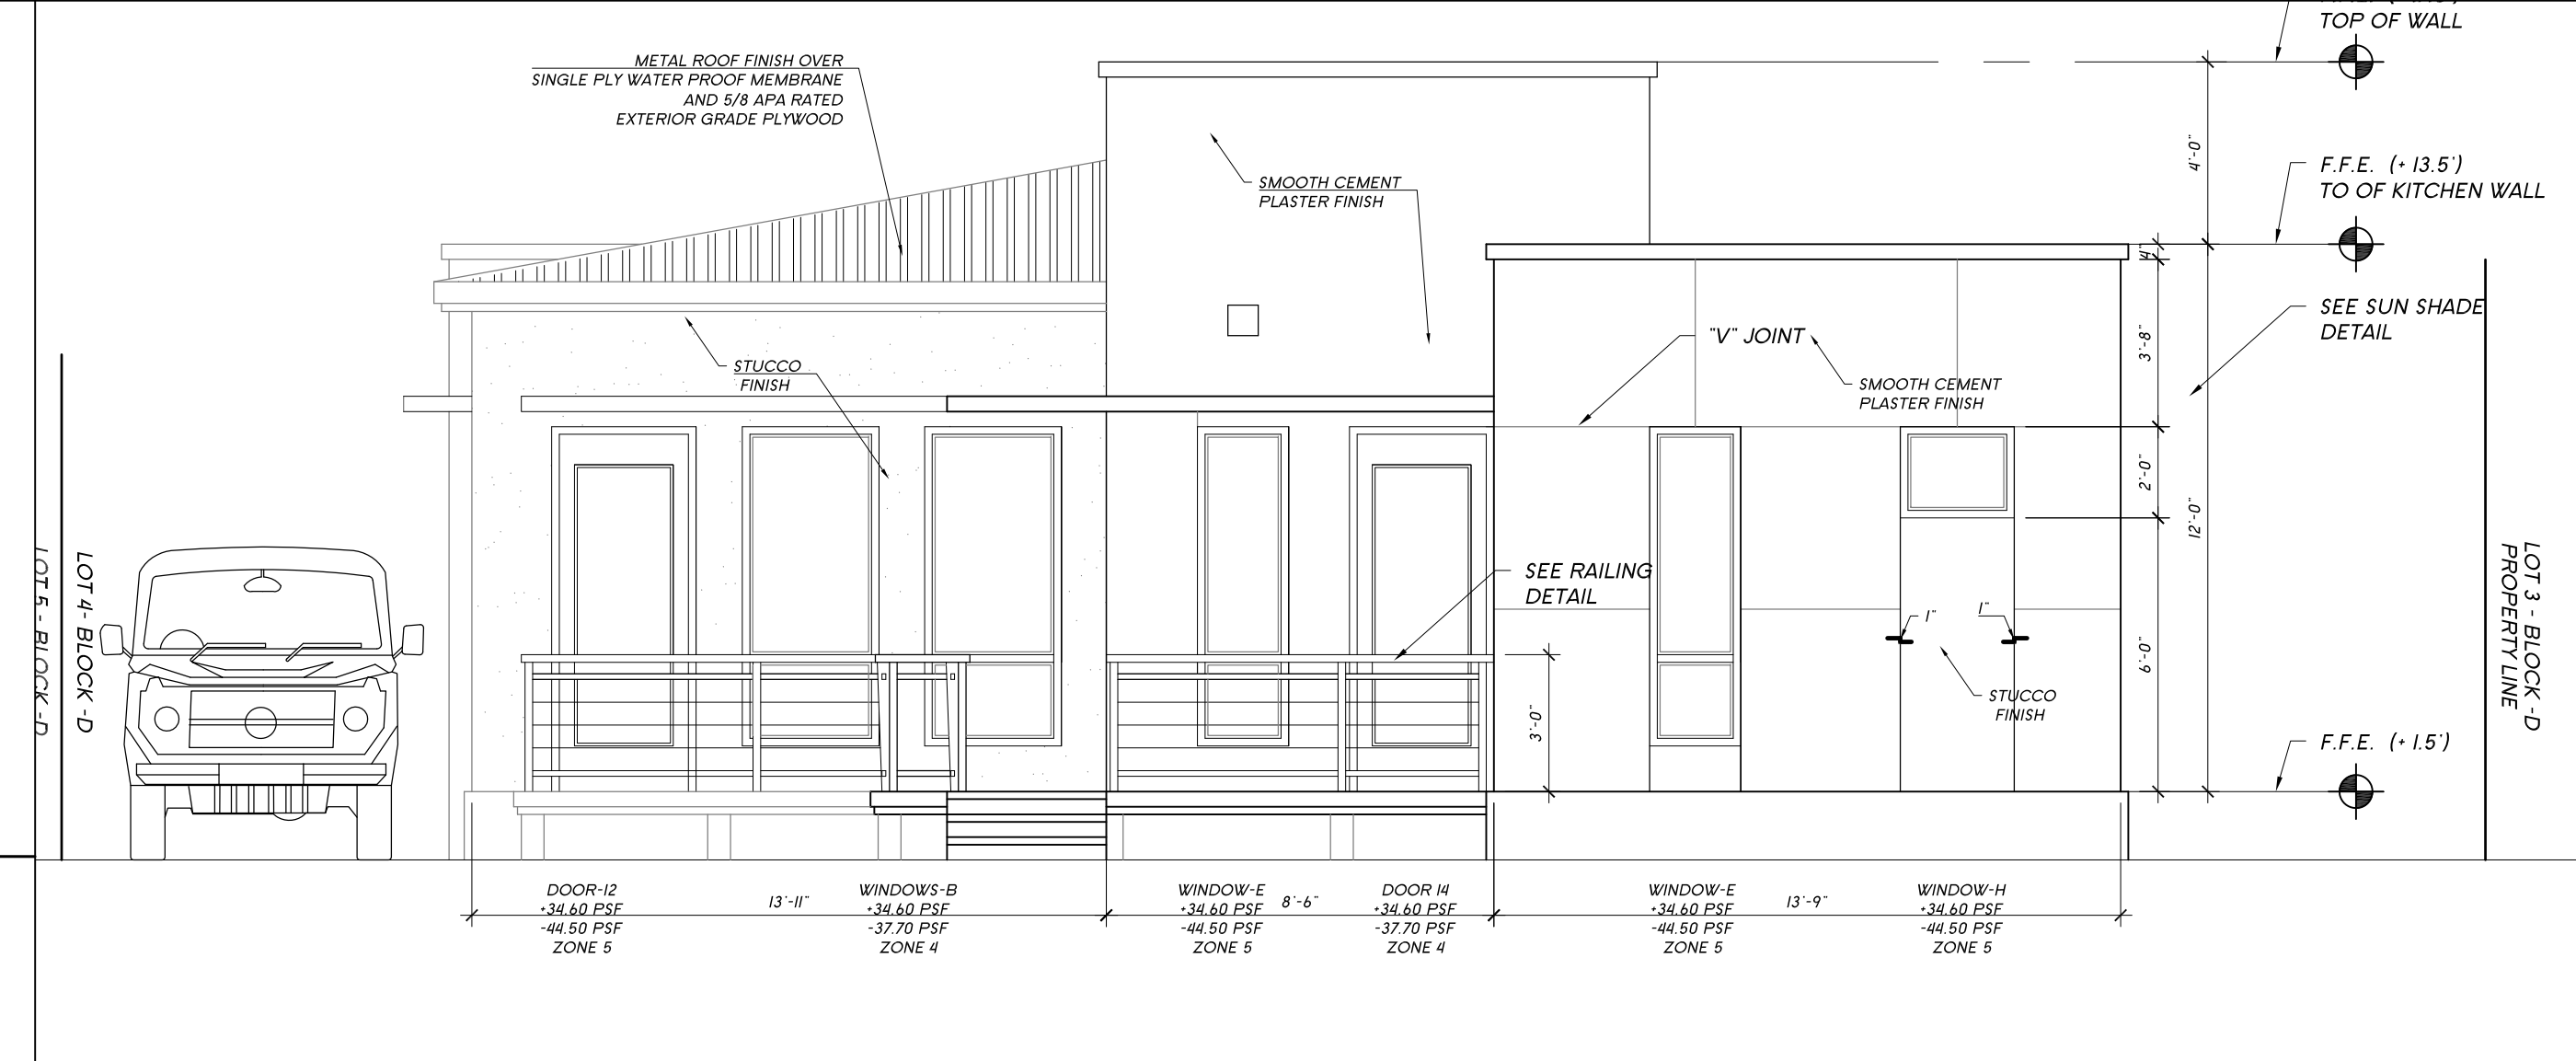 TOP OF WALL
METAL ROOF FINISH OVER
SINGLE PLY WATER PROOF MEMBRANE
AND 5/8 APA RATED
EXTERIOR GRADE PLYWOOD
SMOOTH CEMENT
PLASTER FINISH
4'-0"
F.F.E. (+ 13.5')
TO OF KITCHEN WALL
4"
SEE SUN SHADE
DETAIL
"V" JOINT
3'-8"
STUCCO
FINISH
SMOOTH CEMENT
PLASTER FINISH
2'-0"
12'-0"
SEE RAILING
DETAIL
LOT 5 - BLOCK -D
LOT 4- BLOCK -D
LOT 3 - BLOCK -D
PROPERTY LINE
1"
1"
6'-0"
STUCCO
FINISH
3'-0"
F.F.E. (+ 1.5')
DOOR-12
+34.60 PSF
-44.50 PSF
ZONE 5
13'-11"
WINDOWS-B
+34.60 PSF
-37.70 PSF
ZONE 4
WINDOW-E
+34.60 PSF
-44.50 PSF
ZONE 5
8'-6"
DOOR 14
+34.60 PSF
-37.70 PSF
ZONE 4
WINDOW-E
+34.60 PSF
-44.50 PSF
ZONE 5
13'-9"
WINDOW-H
+34.60 PSF
-44.50 PSF
ZONE 5